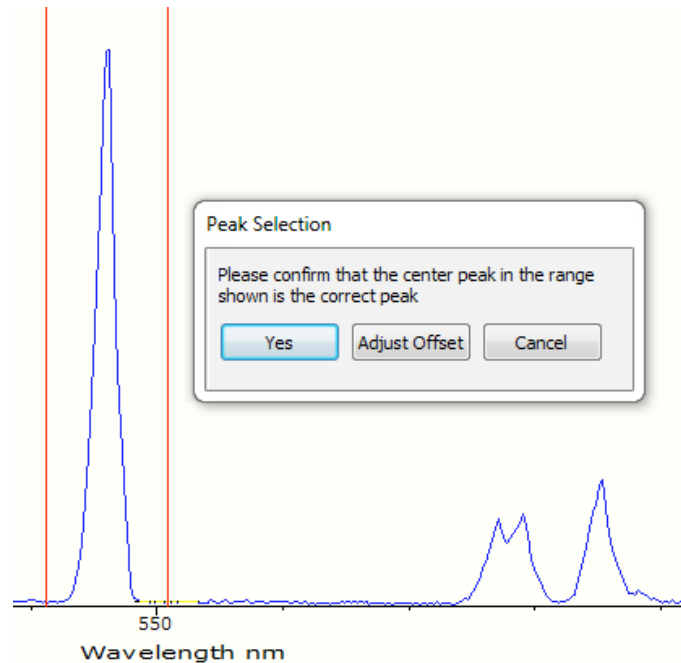 Peak Selection
Please confirm that the center peak in the range
shown is the correct peak
Yes Adjust Offset Cancel
550
Wavelength nm